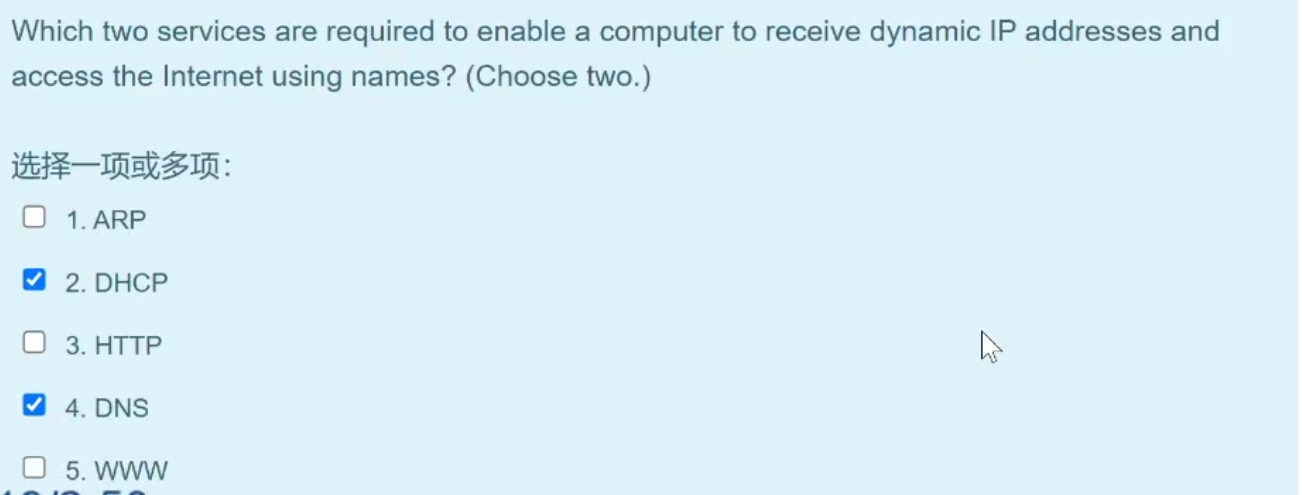 Which two services are required to enable a computer to receive dynamic IP addresses and
access the Internet using names? (Choose two.)
选择一项或多项:
1. ARP
2. DHCP
3. HTTP
4. DNS
5. WWW